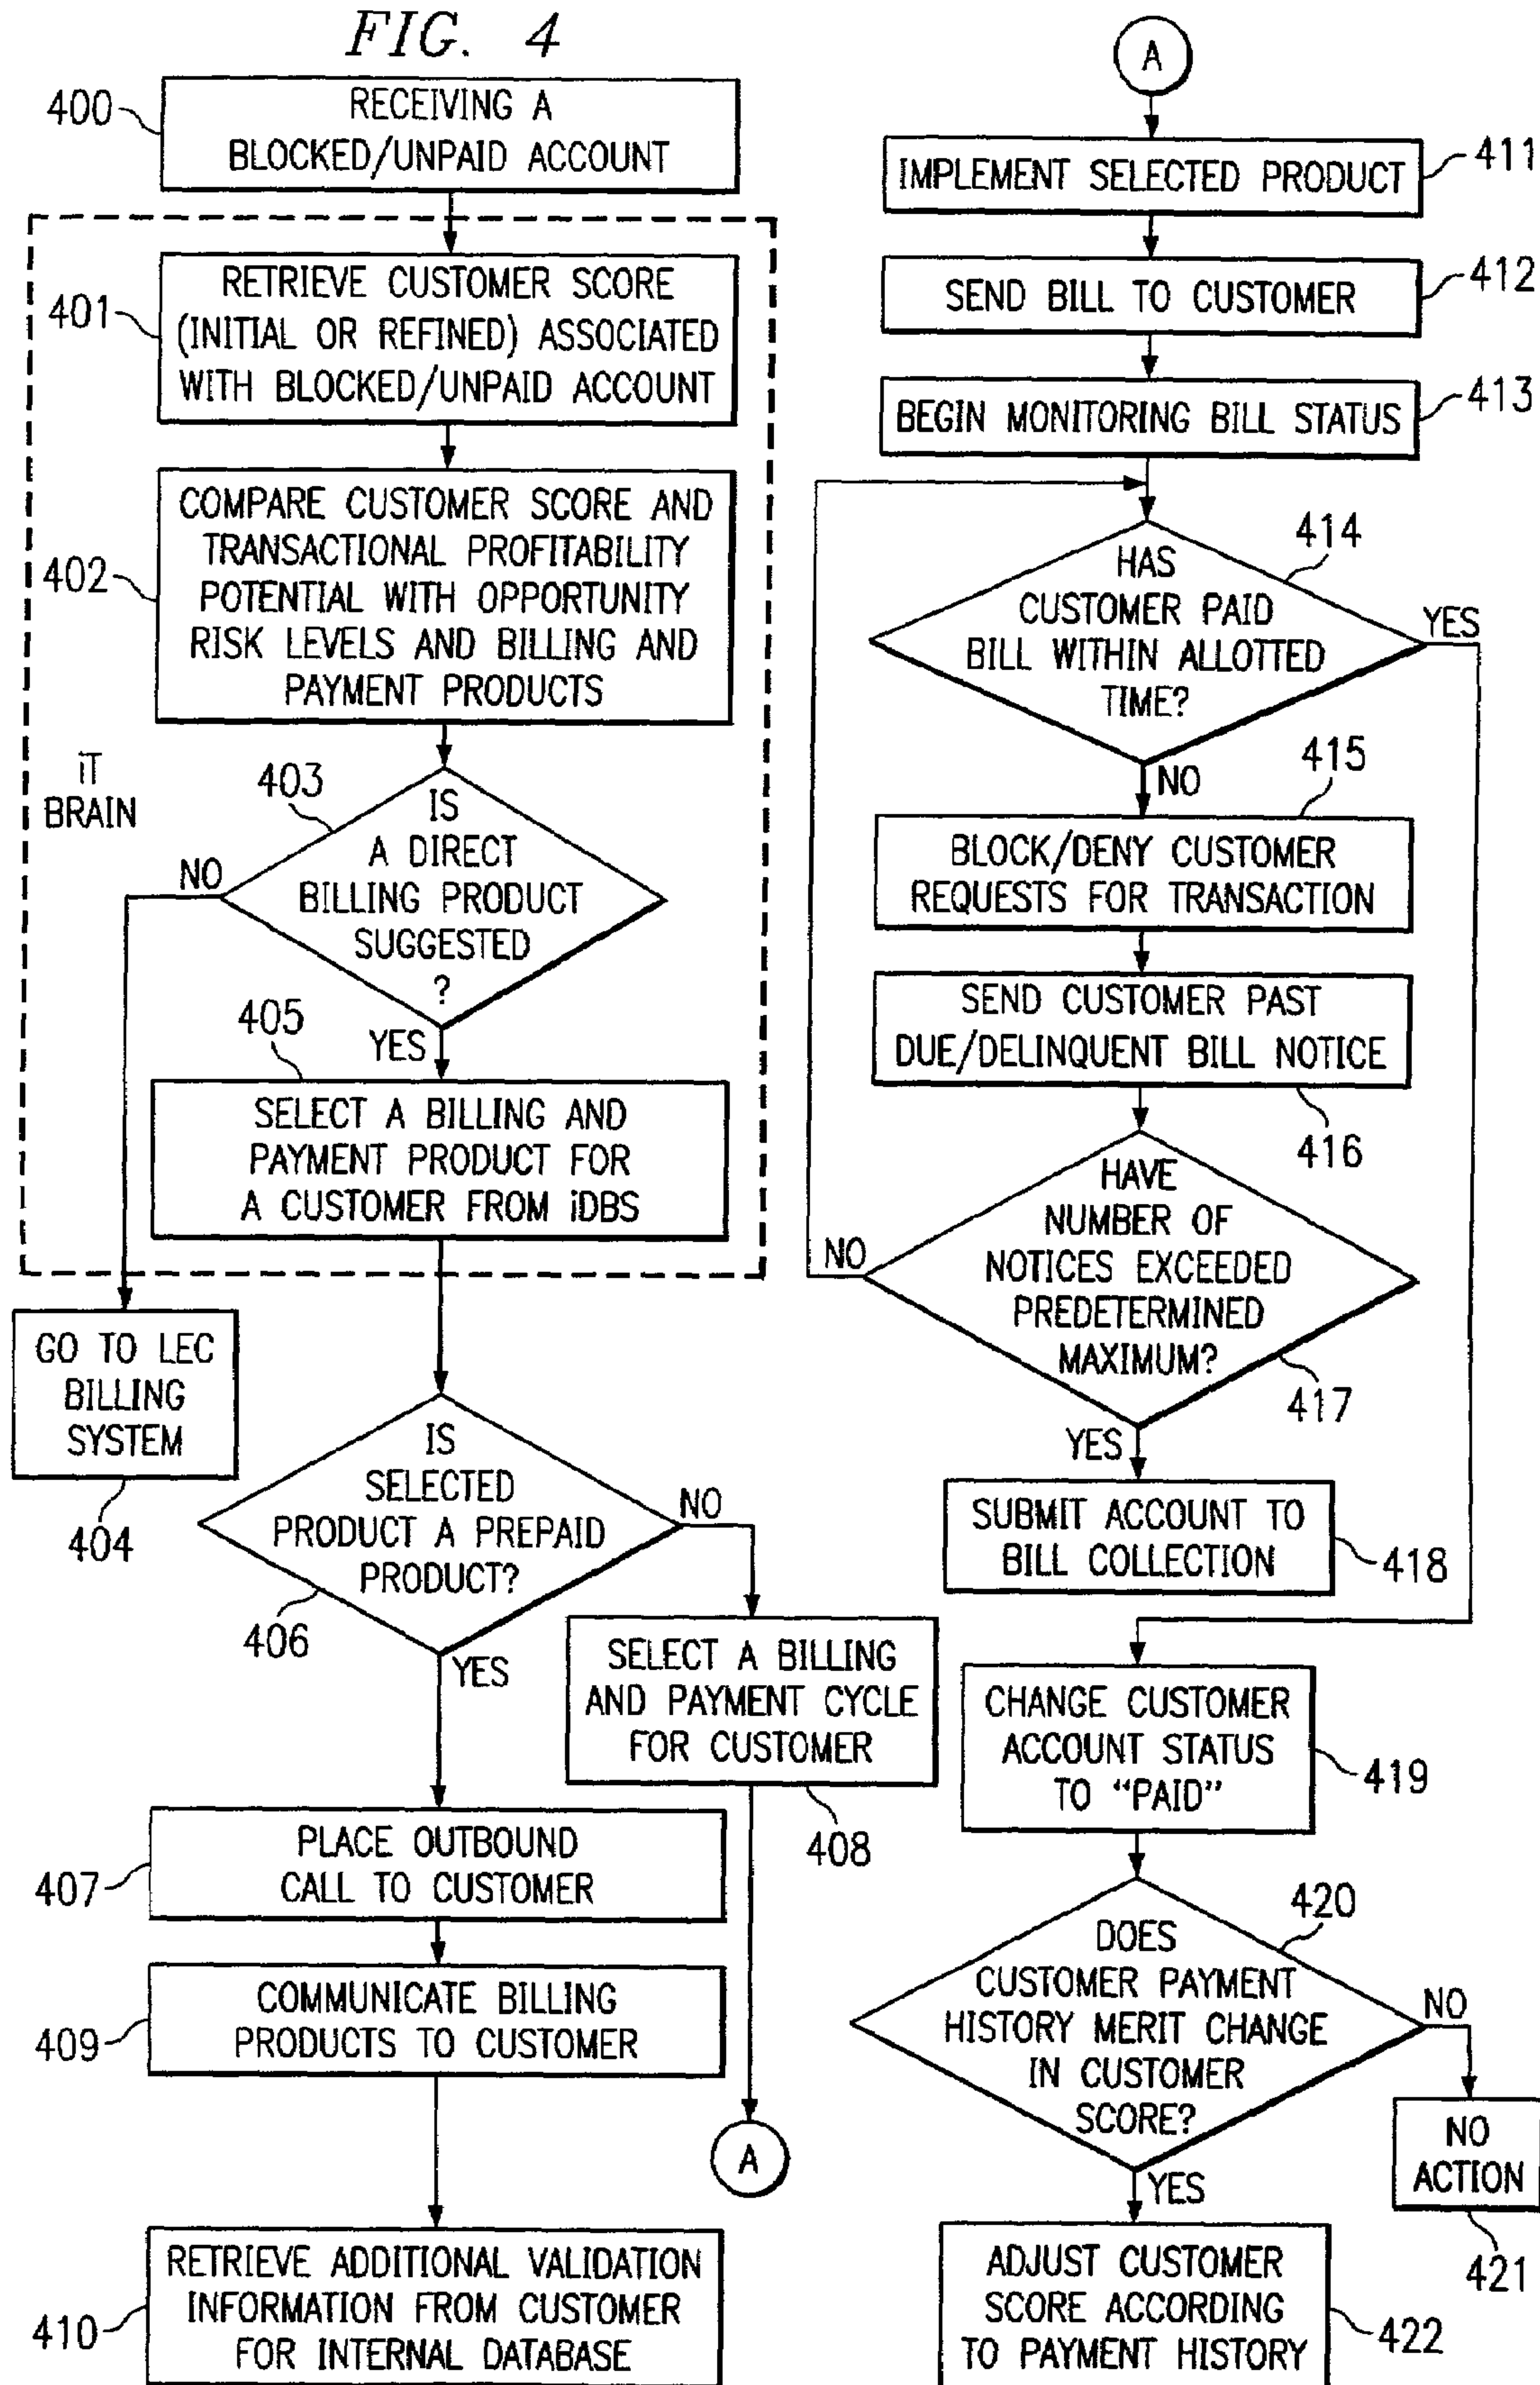 FIG. 4
400
RECEIVING A
BLOCKED/UNPAID ACCOUNT
401
RETRIEVE CUSTOMER SCORE
(INITIAL OR REFINED) ASSOCIATED
WITH BLOCKED/UNPAID ACCOUNT
402
COMPARE CUSTOMER SCORE AND
TRANSACTIONAL PROFITABILITY
POTENTIAL WITH OPPORTUNITY
RISK LEVELS AND BILLING AND
PAYMENT PRODUCTS
iT
BRAIN
403
IS
A DIRECT
BILLING PRODUCT
SUGGESTED
?
NO
YES
405
SELECT A BILLING AND
PAYMENT PRODUCT FOR
A CUSTOMER FROM iDBS
GO TO LEC
BILLING
SYSTEM
404
IS
SELECTED
PRODUCT A PREPAID
PRODUCT?
406
NO
YES
SELECT A BILLING
AND PAYMENT CYCLE
FOR CUSTOMER
408
407
PLACE OUTBOUND
CALL TO CUSTOMER
409
COMMUNICATE BILLING
PRODUCTS TO CUSTOMER
A
410
RETRIEVE ADDITIONAL VALIDATION
INFORMATION FROM CUSTOMER
FOR INTERNAL DATABASE
A
IMPLEMENT SELECTED PRODUCT
411
SEND BILL TO CUSTOMER
412
BEGIN MONITORING BILL STATUS
413
414
HAS
CUSTOMER PAID
BILL WITHIN ALLOTTED
TIME?
YES
NO
415
BLOCK/DENY CUSTOMER
REQUESTS FOR TRANSACTION
SEND CUSTOMER PAST
DUE/DELINQUENT BILL NOTICE
416
HAVE
NUMBER OF
NOTICES EXCEEDED
PREDETERMINED
MAXIMUM?
417
NO
YES
SUBMIT ACCOUNT TO
BILL COLLECTION
418
CHANGE CUSTOMER
ACCOUNT STATUS
TO “PAID”
419
420
DOES
CUSTOMER PAYMENT
HISTORY MERIT CHANGE
IN CUSTOMER
SCORE?
NO
YES
NO
ACTION
421
ADJUST CUSTOMER
SCORE ACCORDING
TO PAYMENT HISTORY
422